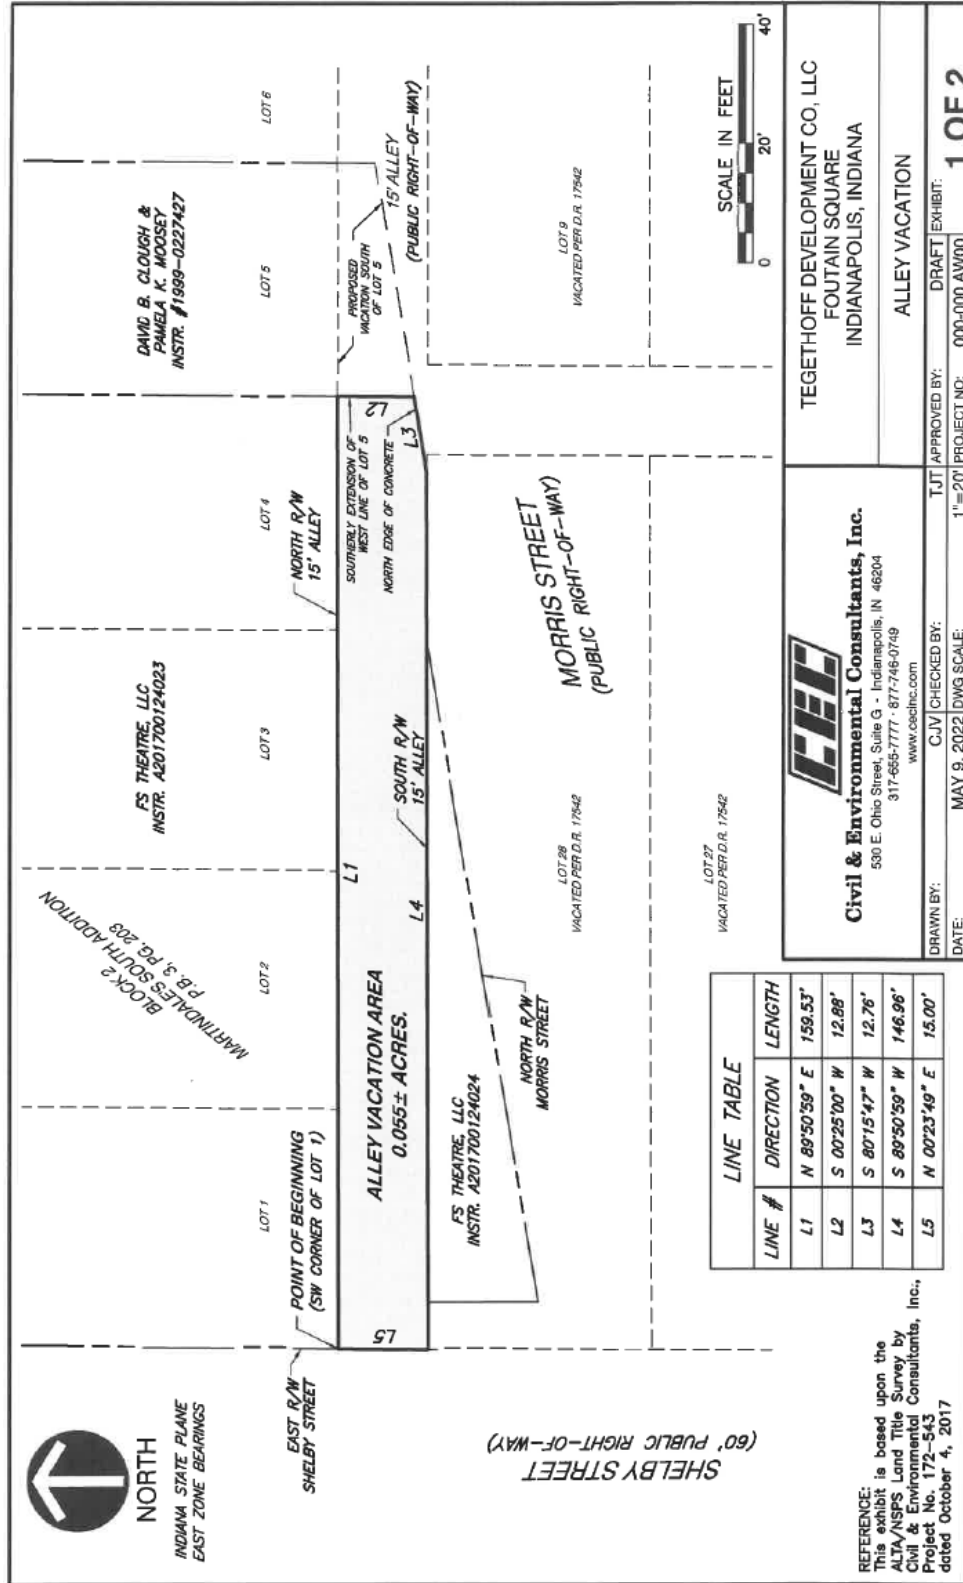 NORTH
INDIANA STATE PLANE
EAST ZONE BEARINGS
BLOCK 2
MARTINDALE'S SOUTH ADDITION
P.B. 3, PG. 203
FS THEATRE, LLC
INSTR. A201700124023
DAVID B. CLOUGH &
PAMELA K. MOOSEY
INSTR. #1999-0227427
LOT 1
LOT 2
LOT 3
LOT 4
LOT 5
LOT 6
POINT OF BEGINNING
(SW CORNER OF LOT 1)
NORTH R/W
15' ALLEY
EAST R/W
SHELBY STREET
L5
ALLEY VACATION AREA
0.055± ACRES.
L1
L4
SOUTH R/W
15' ALLEY
SOUTHERLY EXTENSION OF
WEST LINE OF LOT 5
NORTH EDGE OF CONCRETE
L2
L3
PROPOSED
VACATION SOUTH
OF LOT 5
15' ALLEY
(PUBLIC RIGHT-OF-WAY)
FS THEATRE, LLC
INSTR. A201700124024
NORTH R/W
MORRIS STREET
MORRIS STREET
(PUBLIC RIGHT-OF-WAY)
LOT 28
VACATED PER D.R. 17542
LOT 9
VACATED PER D.R. 17542
LOT 27
VACATED PER D.R. 17542
SHELBY STREET
(60' PUBLIC RIGHT-OF-WAY)
SCALE IN FEET
0 20' 40'
REFERENCE:
This exhibit is based upon the
ALTA/NSPS Land Title Survey by
Civil & Environmental Consultants, Inc.,
Project No. 172-543
dated October 4, 2017
LINE TABLE
LINE # DIRECTION LENGTH
L1 N 89°50'59" E 159.53'
L2 S 00°25'00" W 12.88'
L3 S 80°15'47" W 12.76'
L4 S 89°50'59" W 146.96'
L5 N 00°23'49" E 15.00'
CEC
Civil & Environmental Consultants, Inc.
530 E. Ohio Street, Suite G - Indianapolis, IN 46204
317-655-7777 · 877-746-0749
www.cecinc.com
TEGETHOFF DEVELOPMENT CO, LLC
FOUTAIN SQUARE
INDIANAPOLIS, INDIANA
ALLEY VACATION
DRAWN BY: CJV CHECKED BY: TJT APPROVED BY: DRAFT EXHIBIT:
DATE: MAY 9, 2022 DWG SCALE: 1"=20' PROJECT NO: 000-000 AW00
1 OF 2